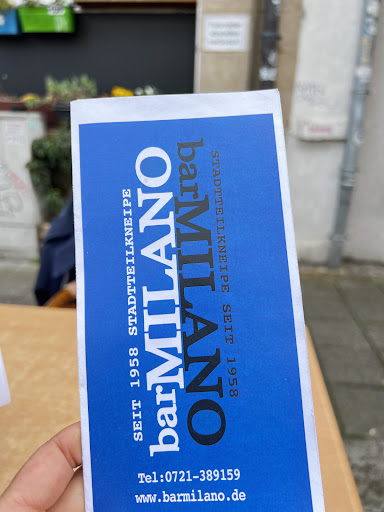 SEIT 1958 STADTTEILKNEIPE
barMILANO
barMILANO
STADTTEILKNEIPE SEIT 1958
Tel:0721-389159
www.barmilano.de